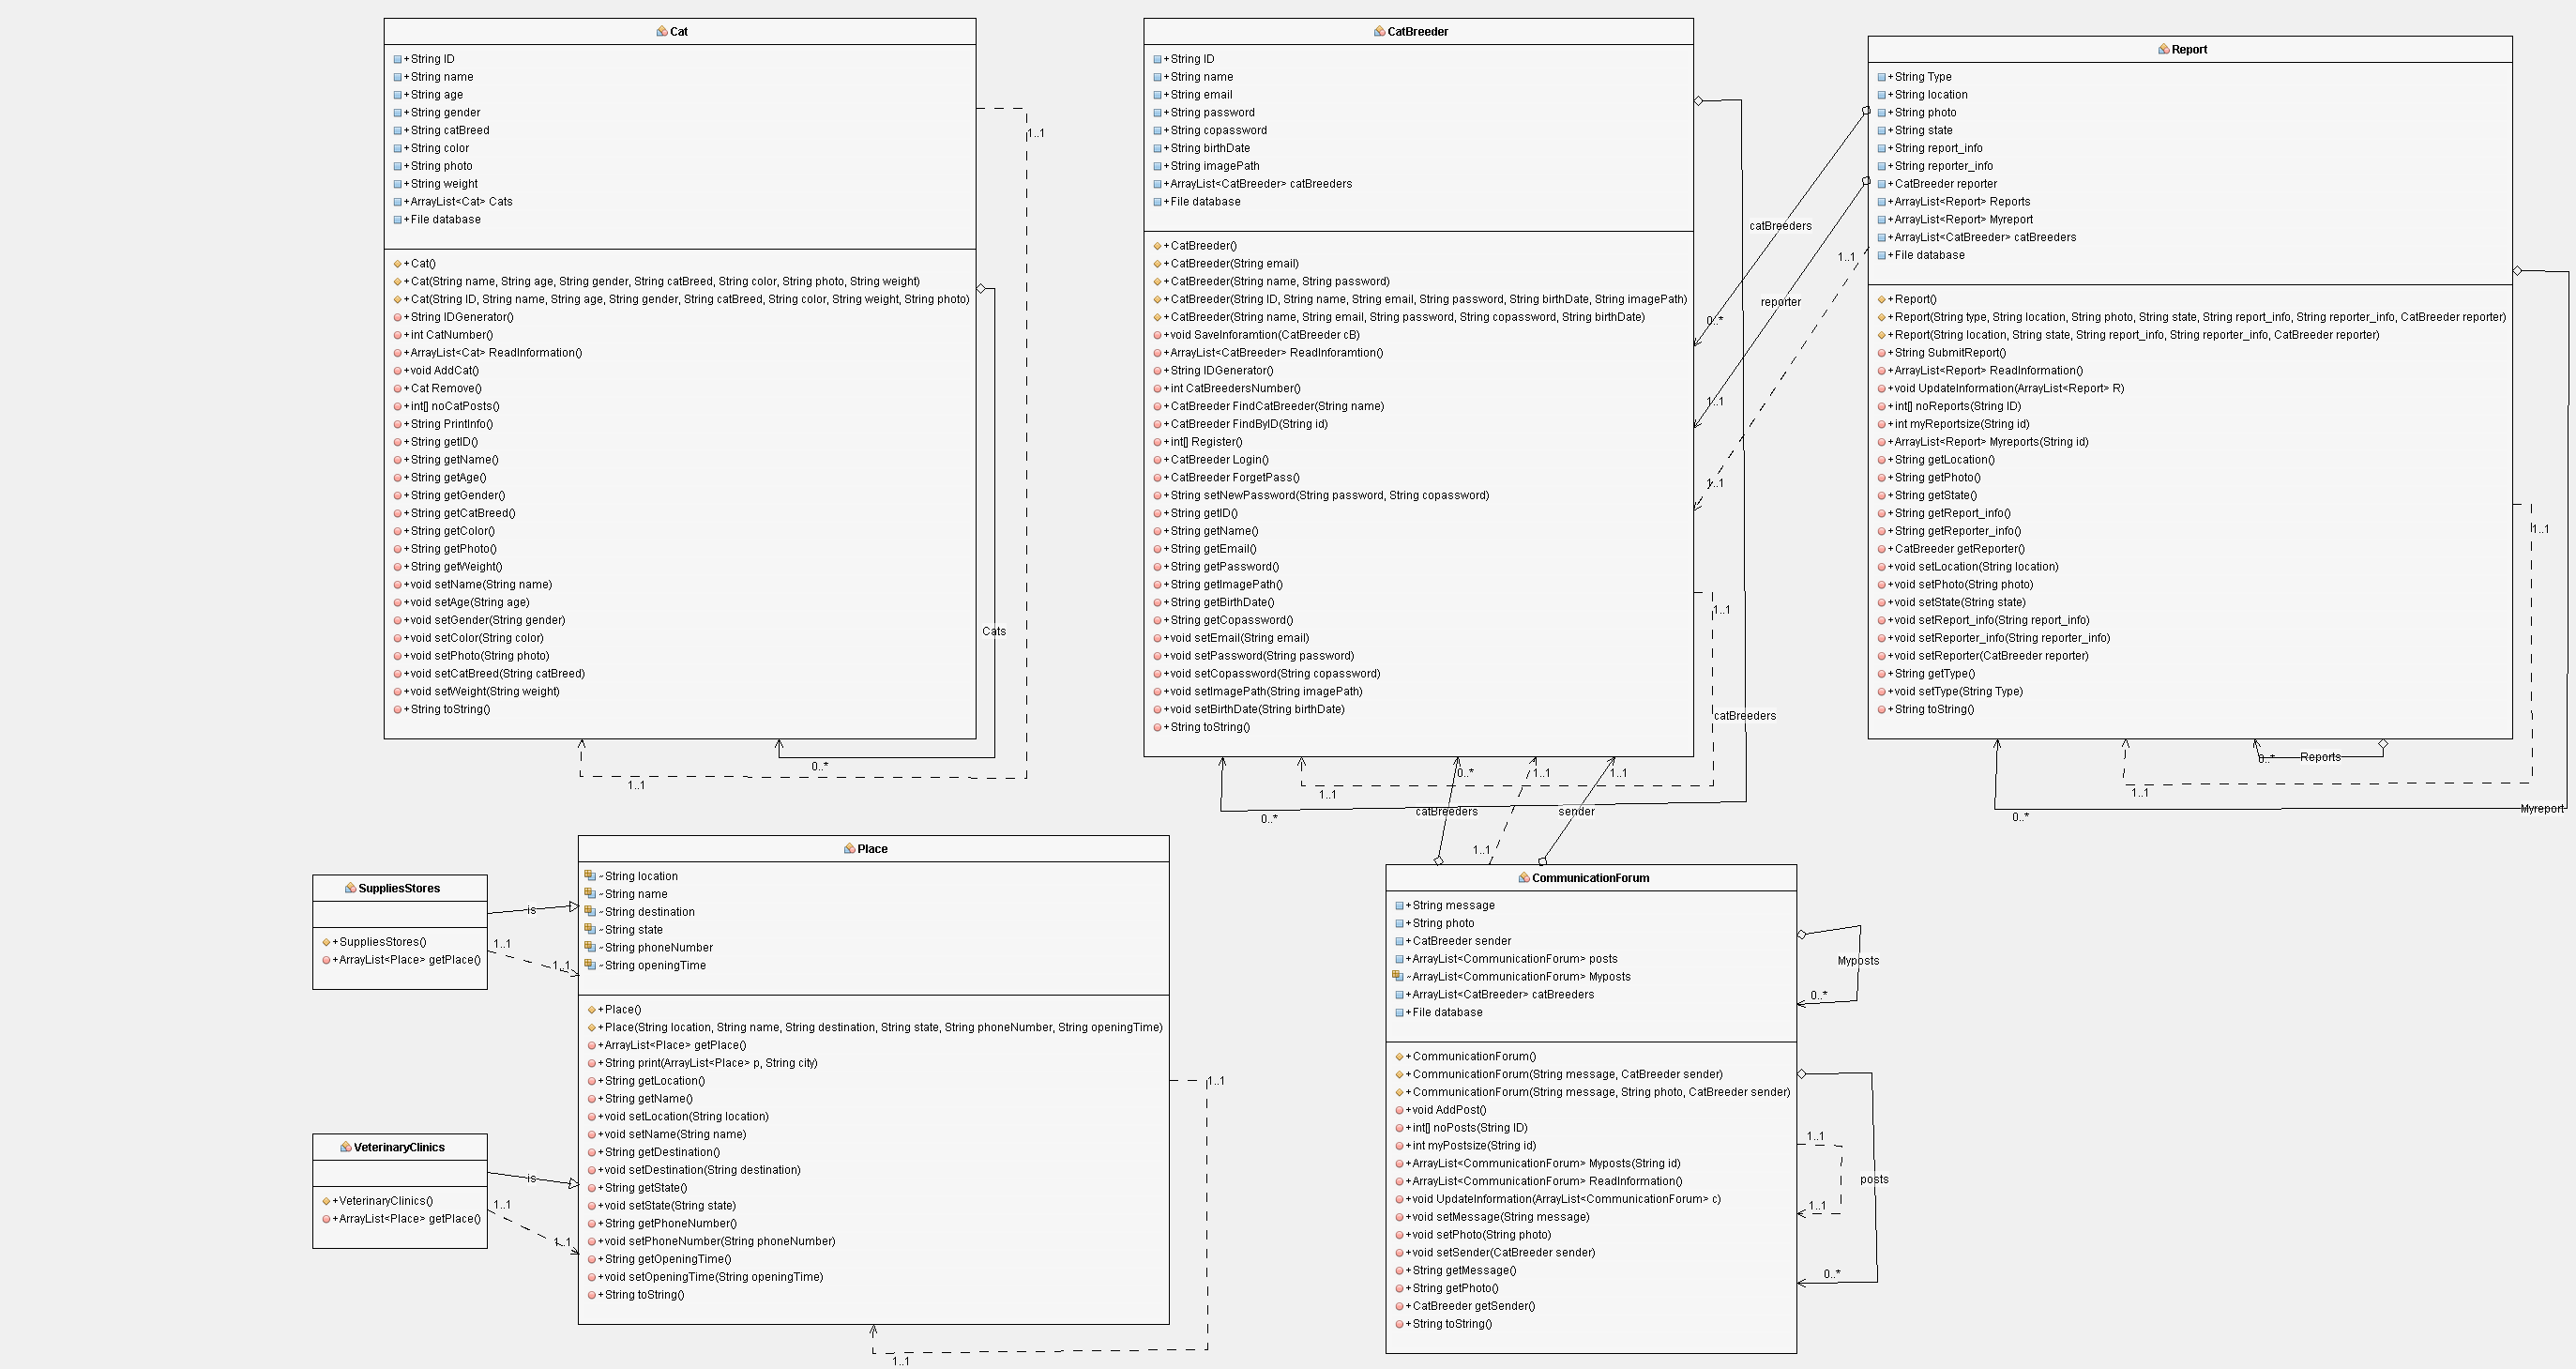 Cat
+String ID
+String name
+String age
+String gender
+String catBreed
+String color
+String photo
+String weight
+ArrayList<Cat> Cats
+File database
+Cat()
+Cat(String name, String age, String gender, String catBreed, String color, String photo, String weight)
+Cat(String ID, String name, String age, String gender, String catBreed, String color, String weight, String photo)
+String IDGenerator()
+int CatNumber()
+ArrayList<Cat> ReadInformation()
+void AddCat()
+Cat Remove()
+int[] noCatPosts()
+String PrintInfo()
+String getID()
+String getName()
+String getAge()
+String getGender()
+String getCatBreed()
+String getColor()
+String getPhoto()
+String getWeight()
+void setName(String name)
+void setAge(String age)
+void setGender(String gender)
+void setColor(String color)
+void setPhoto(String photo)
+void setCatBreed(String catBreed)
+void setWeight(String weight)
+String toString()
1..1
Cats
0..*
1..1
CatBreeder
+String ID
+String name
+String email
+String password
+String copassword
+String birthDate
+String imagePath
+ArrayList<CatBreeder> catBreeders
+File database
+CatBreeder()
+CatBreeder(String email)
+CatBreeder(String name, String password)
+CatBreeder(String ID, String name, String email, String password, String birthDate, String imagePath)
+CatBreeder(String name, String email, String password, String copassword, String birthDate)
+void SaveInforamtion(CatBreeder cB)
+ArrayList<CatBreeder> ReadInforamtion()
+String IDGenerator()
+int CatBreedersNumber()
+CatBreeder FindCatBreeder(String name)
+CatBreeder FindByID(String id)
+int[] Register()
+CatBreeder Login()
+CatBreeder ForgetPass()
+String setNewPassword(String password, String copassword)
+String getID()
+String getName()
+String getEmail()
+String getPassword()
+String getImagePath()
+String getBirthDate()
+String getCopassword()
+void setEmail(String email)
+void setPassword(String password)
+void setCopassword(String copassword)
+void setImagePath(String imagePath)
+void setBirthDate(String birthDate)
+String toString()
catBreeders
1..1
reporter
0..*
1..1
1..1
1..1
catBreeders
0..*
1..1
1..1
1..1
0..*
catBreeders
sender
1..1
Report
+String Type
+String location
+String photo
+String state
+String report_info
+String reporter_info
+CatBreeder reporter
+ArrayList<Report> Reports
+ArrayList<Report> Myreport
+ArrayList<CatBreeder> catBreeders
+File database
+Report()
+Report(String type, String location, String photo, String state, String report_info, String reporter_info, CatBreeder reporter)
+Report(String location, String state, String report_info, String reporter_info, CatBreeder reporter)
+String SubmitReport()
+ArrayList<Report> ReadInformation()
+void UpdateInformation(ArrayList<Report> R)
+int[] noReports(String ID)
+int myReportsize(String id)
+ArrayList<Report> Myreports(String id)
+String getLocation()
+String getPhoto()
+String getState()
+String getReport_info()
+String getReporter_info()
+CatBreeder getReporter()
+void setLocation(String location)
+void setPhoto(String photo)
+void setState(String state)
+void setReport_info(String report_info)
+void setReporter_info(String reporter_info)
+void setReporter(CatBreeder reporter)
+String getType()
+void setType(String Type)
+String toString()
1..1
0..*
Reports
1..1
Myreport
0..*
SuppliesStores
+SuppliesStores()
+ArrayList<Place> getPlace()
is
1..1
1..1
VeterinaryClinics
+VeterinaryClinics()
+ArrayList<Place> getPlace()
is
1..1
1..1
Place
~String location
~String name
~String destination
~String state
~String phoneNumber
~String openingTime
+Place()
+Place(String location, String name, String destination, String state, String phoneNumber, String openingTime)
+ArrayList<Place> getPlace()
+String print(ArrayList<Place> p, String city)
+String getLocation()
+String getName()
+void setLocation(String location)
+void setName(String name)
+String getDestination()
+void setDestination(String destination)
+String getState()
+void setState(String state)
+String getPhoneNumber()
+void setPhoneNumber(String phoneNumber)
+String getOpeningTime()
+void setOpeningTime(String openingTime)
+String toString()
1..1
1..1
CommunicationForum
+String message
+String photo
+CatBreeder sender
+ArrayList<CommunicationForum> posts
~ArrayList<CommunicationForum> Myposts
+ArrayList<CatBreeder> catBreeders
+File database
+CommunicationForum()
+CommunicationForum(String message, CatBreeder sender)
+CommunicationForum(String message, String photo, CatBreeder sender)
+void AddPost()
+int[] noPosts(String ID)
+int myPostsize(String id)
+ArrayList<CommunicationForum> Myposts(String id)
+ArrayList<CommunicationForum> ReadInformation()
+void UpdateInformation(ArrayList<CommunicationForum> c)
+void setMessage(String message)
+void setPhoto(String photo)
+void setSender(CatBreeder sender)
+String getMessage()
+String getPhoto()
+CatBreeder getSender()
+String toString()
Myposts
0..*
1..1
posts
1..1
0..*